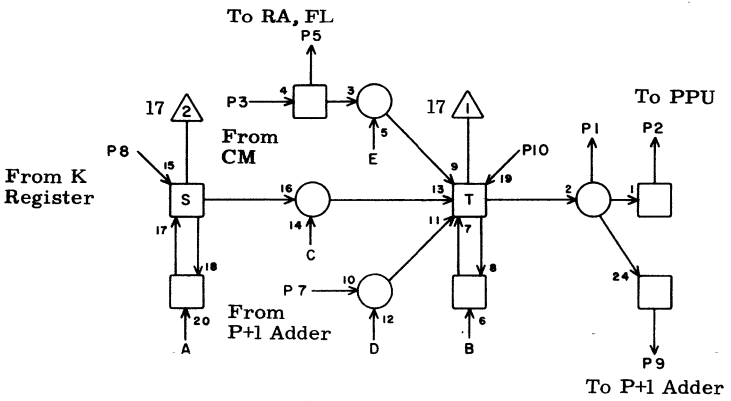 To RA, FL
P5
4
3
P3
17
2
17
1
To PPU
From
CM
5
E
P1
P2
P8
15
9
P10
19
From K
Register
S
16
13
T
2
1
17
14
11
7
C
18
8
24
P7
10
20
From
P+1 Adder
12
6
A
D
B
P9
To P+1 Adder